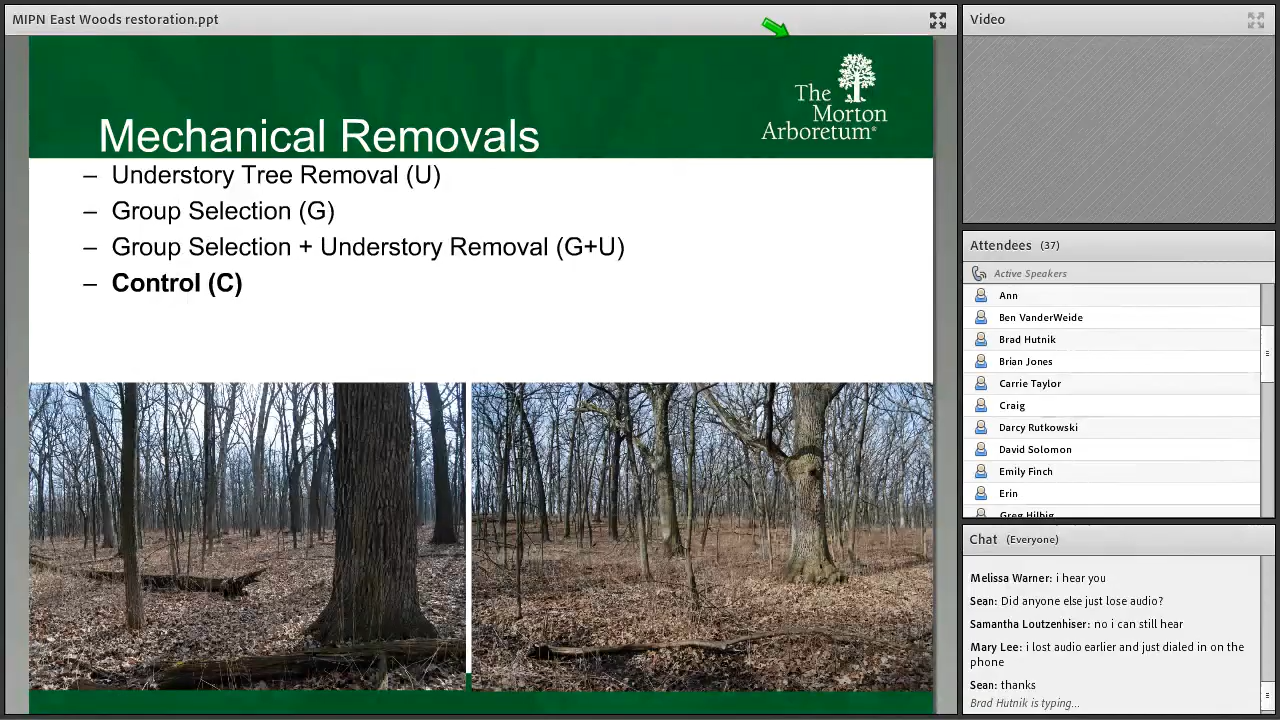 MIPN East Woods restoration.ppt
The
Morton
Arboretum®
Mechanical Removals
– Understory Tree Removal (U)
– Group Selection (G)
– Group Selection + Understory Removal (G+U)
– Control (C)
Video
Attendees (37)
Active Speakers
Ann
Ben VanderWeide
Brad Hutnik
Brian Jones
Carrie Taylor
Craig
Darcy Rutkowski
David Solomon
Emily Finch
Erin
Greg Hilbig
Chat (Everyone)
Melissa Warner: i hear you
Sean: Did anyone else just lose audio?
Samantha Loutzenhiser: no i can still hear
Mary Lee: i lost audio earlier and just dialed in on the
phone
Sean: thanks
Brad Hutnik is typing...